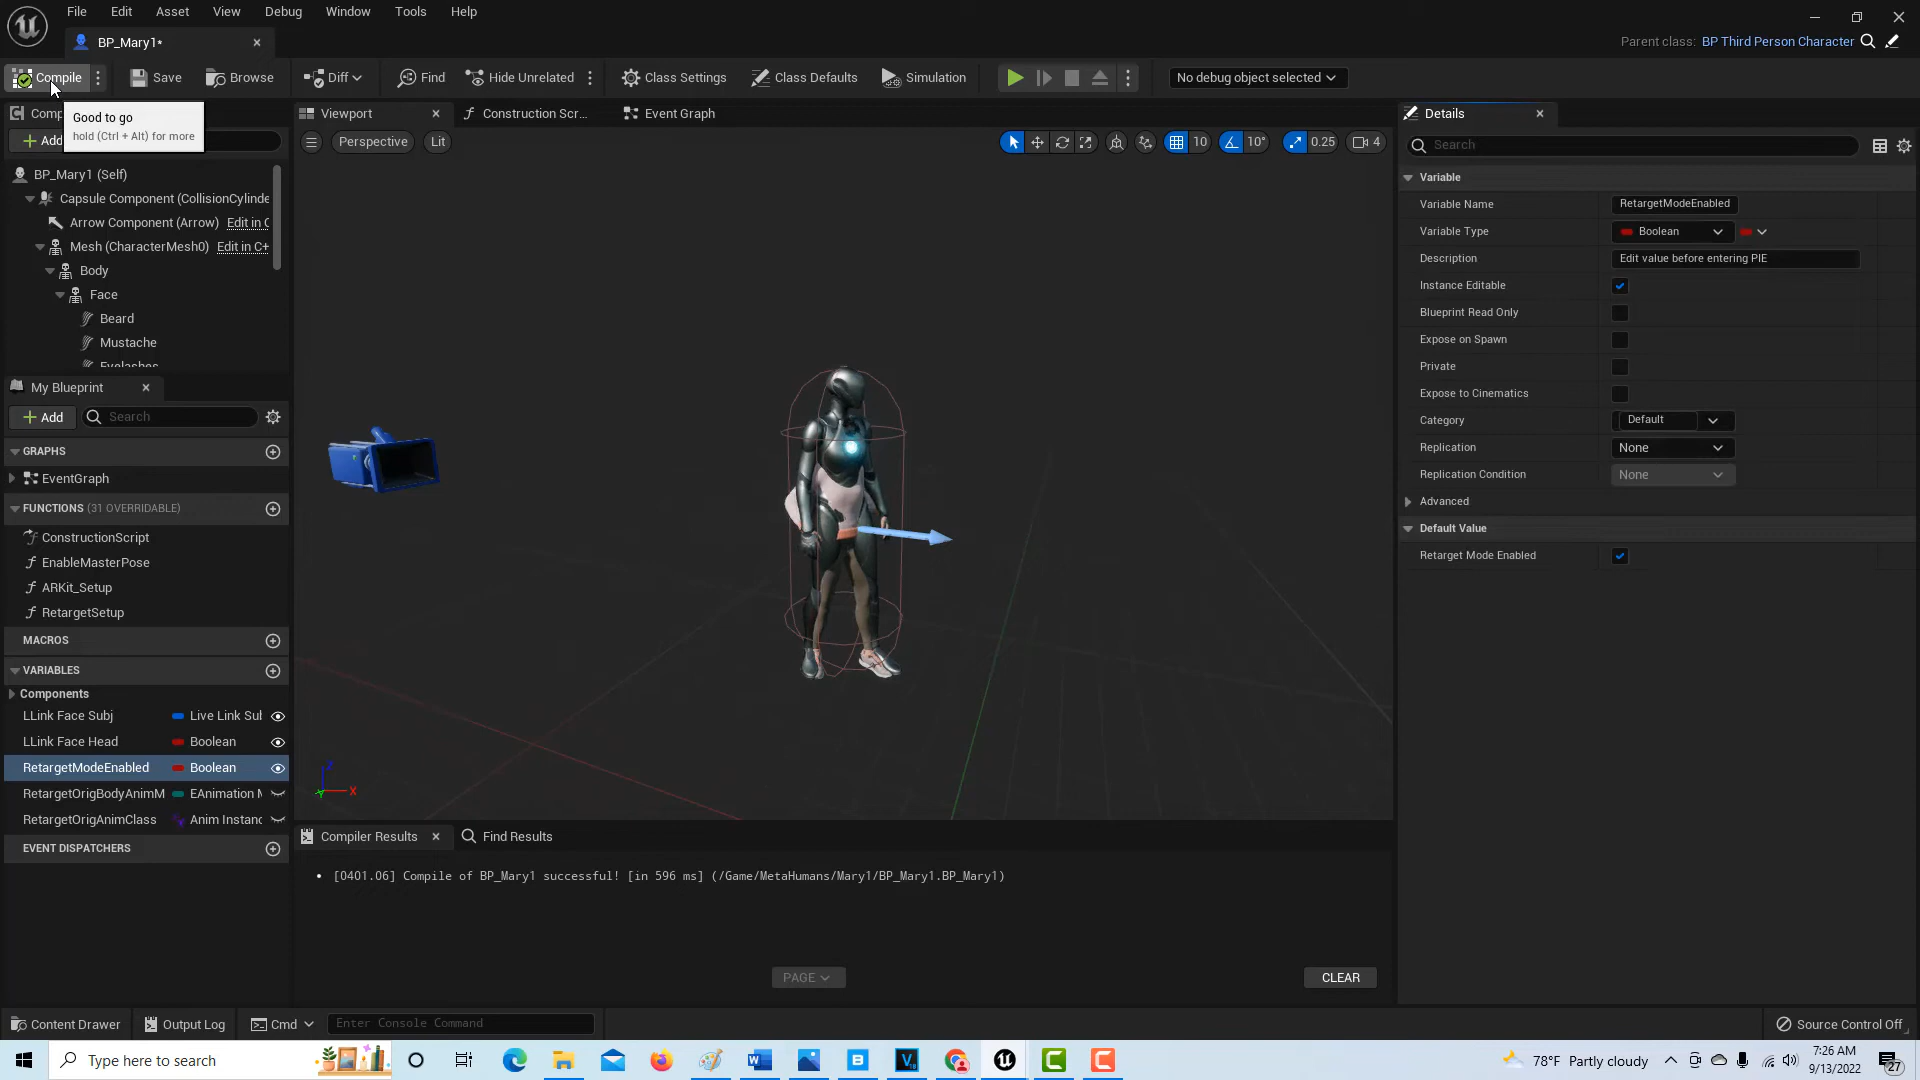 File Edit Asset View Debug Window Tools Help
BP_Mary1*
Parent class: BP Third Person Character
Compile Save Browse Diff Find Hide Unrelated Class Settings Class Defaults Simulation No debug object selected
Good to go
hold (Ctrl + Alt) for more
Comp
Add
BP_Mary1 (Self)
Capsule Component (CollisionCylinde
Arrow Component (Arrow) Edit in C
Mesh (CharacterMesh0) Edit in C+
Body
Face
Beard
Mustache
Eyelashes
My Blueprint
Add Search
GRAPHS
EventGraph
FUNCTIONS (31 OVERRIDABLE)
ConstructionScript
EnableMasterPose
ARKit_Setup
RetargetSetup
MACROS
VARIABLES
Components
LLink Face Subj Live Link Sul
LLink Face Head Boolean
RetargetModeEnabled Boolean
RetargetOrigBodyAnimM EAnimation M
RetargetOrigAnimClass Anim Instanc
EVENT DISPATCHERS
Viewport Construction Scr... Event Graph
Perspective Lit 10 10° 0.25 4
Z
X
Compiler Results Find Results
• [0401.06] Compile of BP_Mary1 successful! [in 596 ms] (/Game/MetaHumans/Mary1/BP_Mary1.BP_Mary1)
PAGE CLEAR
Details
Search
Variable
Variable Name RetargetModeEnabled
Variable Type Boolean
Description Edit value before entering PIE
Instance Editable
Blueprint Read Only
Expose on Spawn
Private
Expose to Cinematics
Category Default
Replication None
Replication Condition None
Advanced
Default Value
Retarget Mode Enabled
Content Drawer Output Log Cmd Enter Console Command Source Control Off
Type here to search
78°F Partly cloudy
7:26 AM
9/13/2022
27